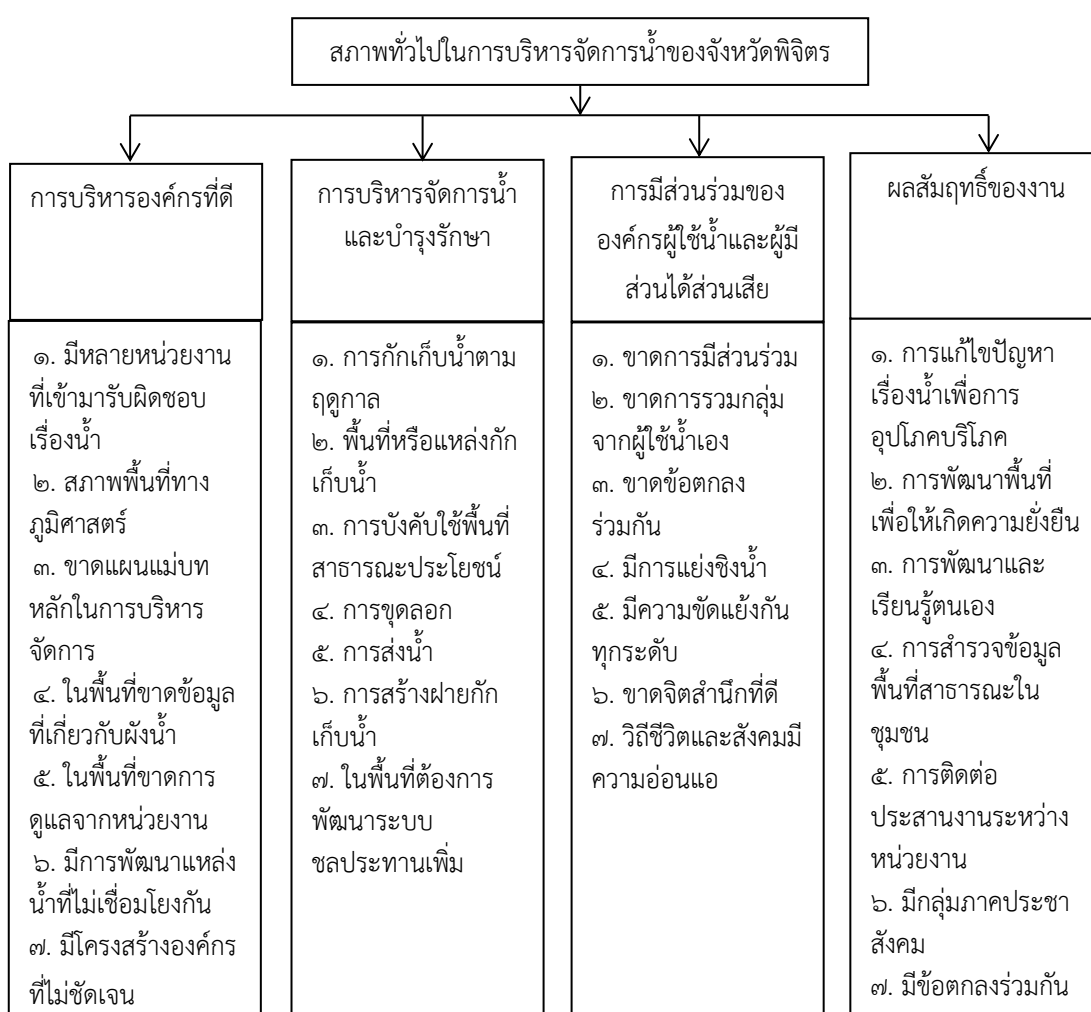 สภาพทั่วไปในการบริหารจัดการน้ำของจังหวัดพิจิตร
การบริหารองค์กรที่ดี
๑. มีหลายหน่วยงาน
ที่เข้ามารับผิดชอบ
เรื่องน้ำ
๒. สภาพพื้นที่ทาง
ภูมิศาสตร์
๓. ขาดแผนแม่บท
หลักในการบริหาร
จัดการ
๔. ในพื้นที่ขาดข้อมูล
ที่เกี่ยวกับผังน้ำ
๕. ในพื้นที่ขาดการ
ดูแลจากหน่วยงาน
๖. มีการพัฒนาแหล่ง
น้ำที่ไม่เชื่อมโยงกัน
๗. มีโครงสร้างองค์กร
ที่ไม่ชัดเจน
การบริหารจัดการน้ำ
และบำรุงรักษา
๑. การกักเก็บน้ำตาม
ฤดูกาล
๒. พื้นที่หรือแหล่งกัก
เก็บน้ำ
๓. การบังคับใช้พื้นที่
สาธารณะประโยชน์
๔. การขุดลอก
๕. การส่งน้ำ
๖. การสร้างฝายกัก
เก็บน้ำ
๗. ในพื้นที่ต้องการ
พัฒนาระบบ
ชลประทานเพิ่ม
การมีส่วนร่วมของ
องค์กรผู้ใช้น้ำและผู้มี
ส่วนได้ส่วนเสีย
๑. ขาดการมีส่วนร่วม
๒. ขาดการรวมกลุ่ม
จากผู้ใช้น้ำเอง
๓. ขาดข้อตกลง
ร่วมกัน
๔. มีการแย่งชิงน้ำ
๕. มีความขัดแย้งกัน
ทุกระดับ
๖. ขาดจิตสำนึกที่ดี
๗. วิถีชีวิตและสังคมมี
ความอ่อนแอ
ผลสัมฤทธิ์ของงาน
๑. การแก้ไขปัญหา
เรื่องน้ำเพื่อการ
อุปโภคบริโภค
๒. การพัฒนาพื้นที่
เพื่อให้เกิดความยั่งยืน
๓. การพัฒนาและ
เรียนรู้ตนเอง
๔. การสำรวจข้อมูล
พื้นที่สาธารณะใน
ชุมชน
๕. การติดต่อ
ประสานงานระหว่าง
หน่วยงาน
๖. มีกลุ่มภาคประชา
สังคม
๗. มีข้อตกลงร่วมกัน